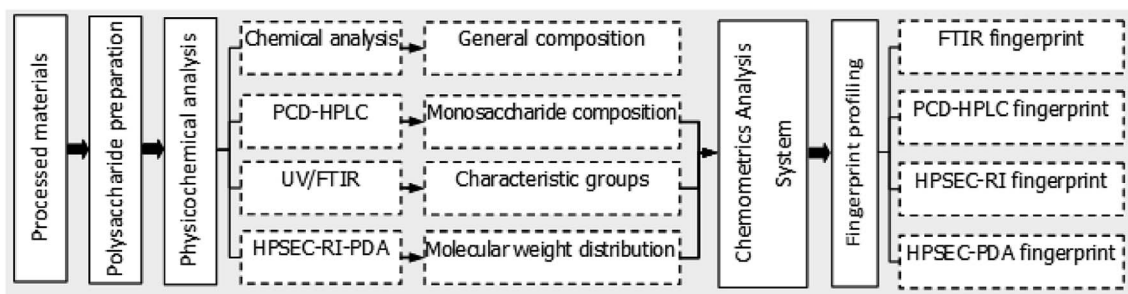 Processed materials
Polysaccharide preparation
Physicochemical analysis
Chemical analysis
General composition
PCD-HPLC
Monosaccharide composition
UV/FTIR
Characteristic groups
HPSEC-RI-PDA
Molecular weight distribution
Chemometrics Analysis
System
Fingerprint profiling
FTIR fingerprint
PCD-HPLC fingerprint
HPSEC-RI fingerprint
HPSEC-PDA fingerprint